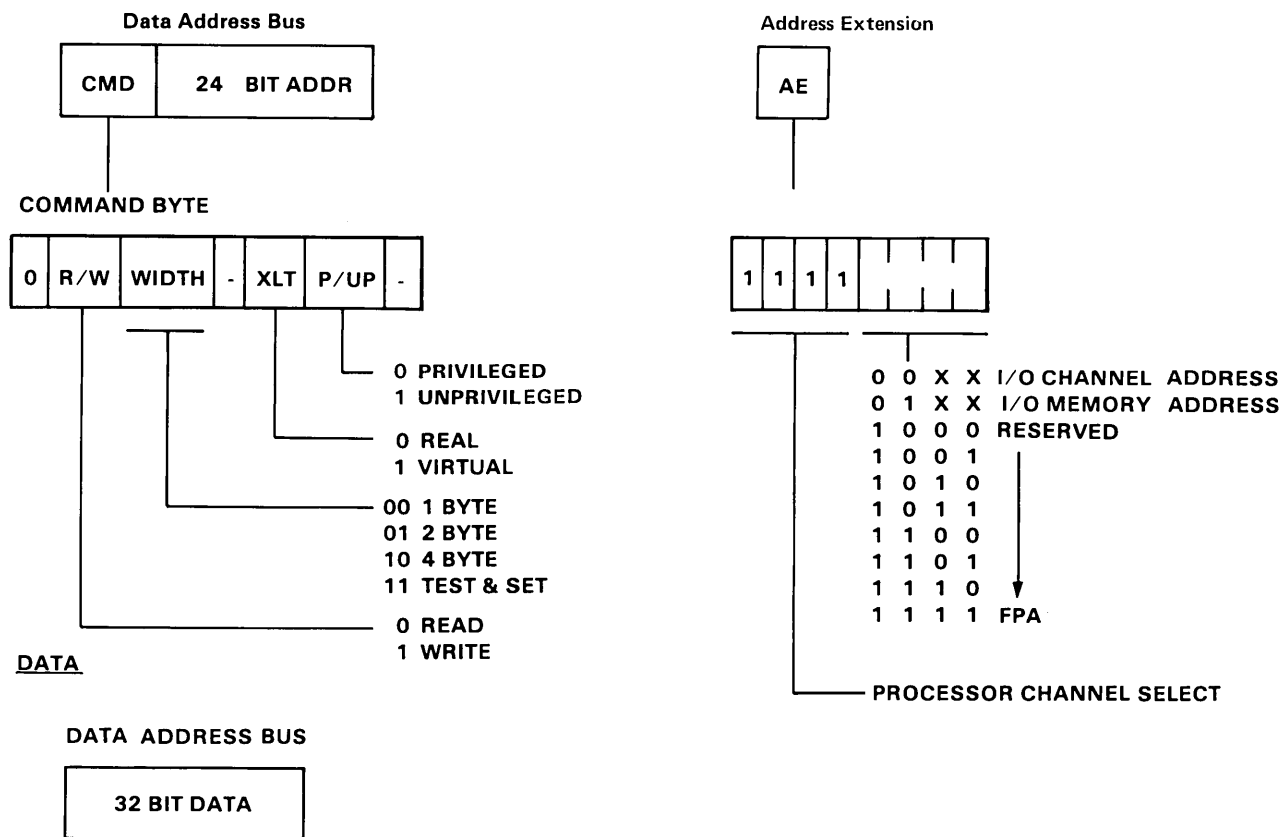 Data Address Bus
CMD 24 BIT ADDR
COMMAND BYTE
0 R/W WIDTH - XLT P/UP -
0 PRIVILEGED
1 UNPRIVILEGED
0 REAL
1 VIRTUAL
00 1 BYTE
01 2 BYTE
10 4 BYTE
11 TEST & SET
0 READ
1 WRITE
DATA
DATA ADDRESS BUS
32 BIT DATA
Address Extension
AE
1 1 1 1
0 0 X X I/O CHANNEL ADDRESS
0 1 X X I/O MEMORY ADDRESS
1 0 0 0 RESERVED
1 0 0 1
1 0 1 0
1 0 1 1
1 1 0 0
1 1 0 1
1 1 1 0
1 1 1 1 FPA
PROCESSOR CHANNEL SELECT